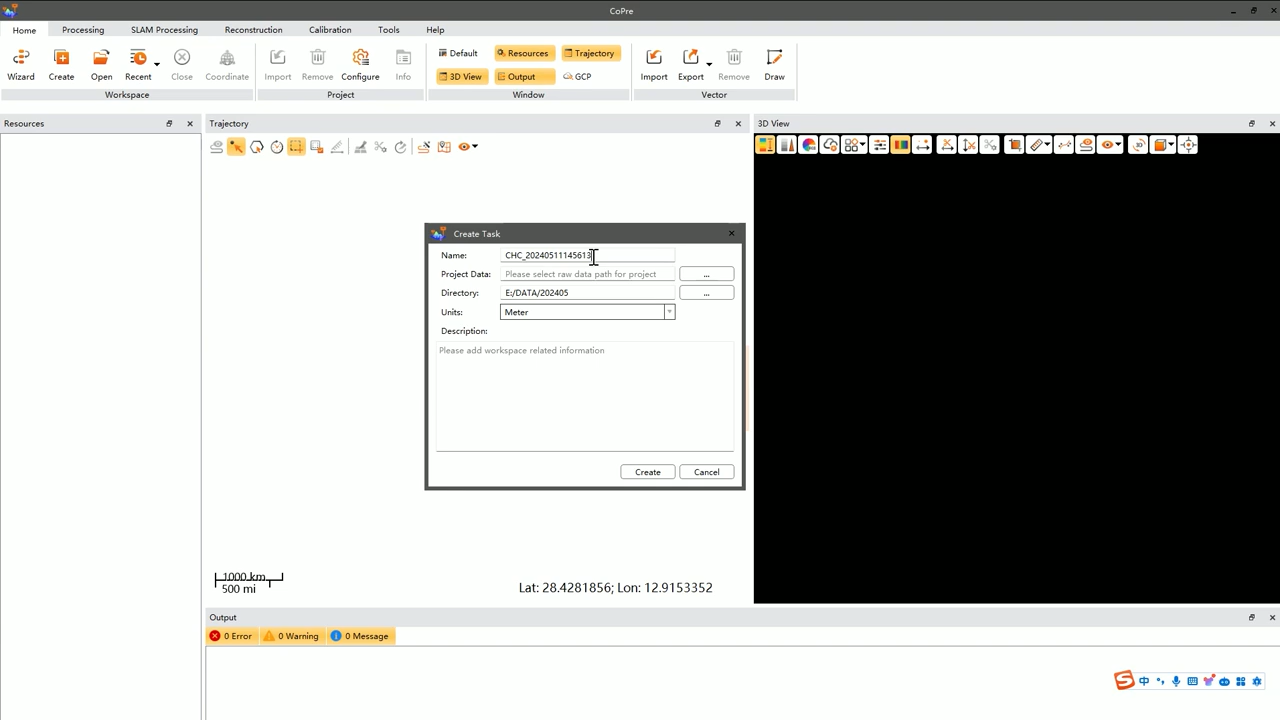 CoPre
Home Processing SLAM Processing Reconstruction Calibration Tools Help
Wizard Create Open Recent Close Coordinate
Workspace
Import Remove Configure Info
Project
Default Resources Trajectory
3D View Output GCP
Window
Import Export Remove Draw
Vector
Resources
Trajectory
3D View
Create Task
Name: CHC_20240511145613
Project Data: Please select raw data path for project ...
Directory: E:/DATA/202405 ...
Units: Meter
Description:
Please add workspace related information
Create Cancel
1000 km
500 mi
Lat: 28.4281856; Lon: 12.9153352
Output
0 Error 0 Warning 0 Message
S 中